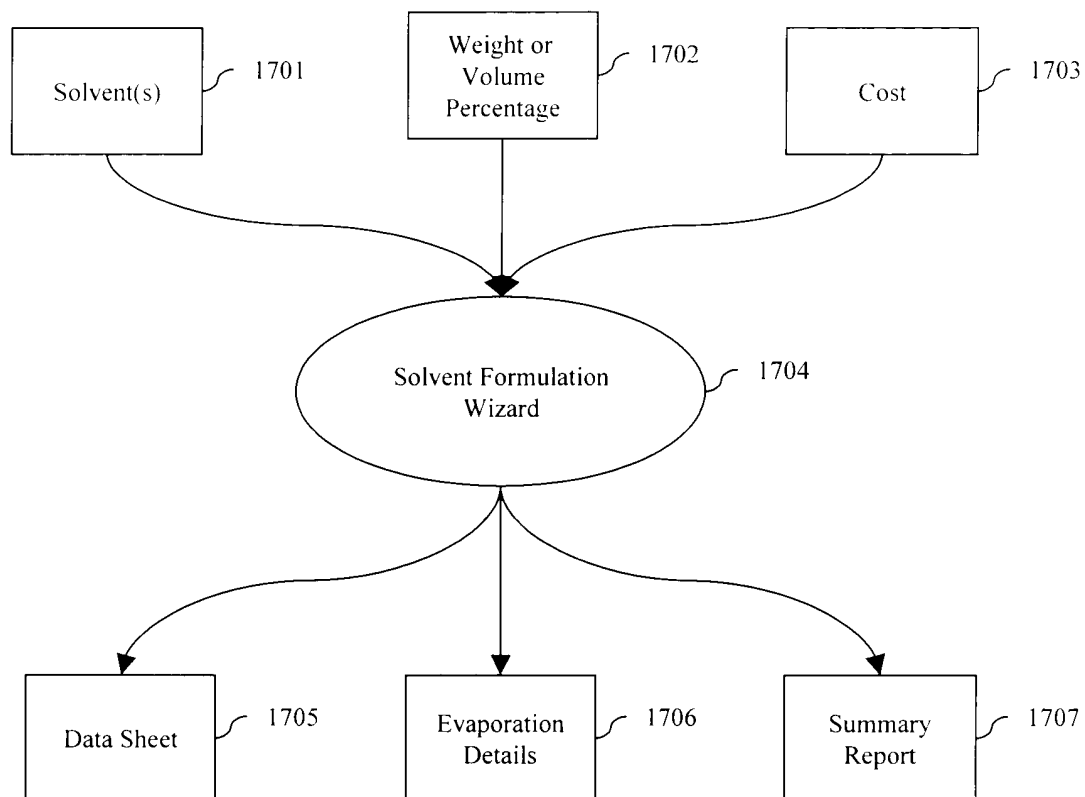 Solvent(s)
1701
Weight or
Volume
Percentage
1702
Cost
1703
Solvent Formulation
Wizard
1704
Data Sheet
1705
Evaporation
Details
1706
Summary
Report
1707